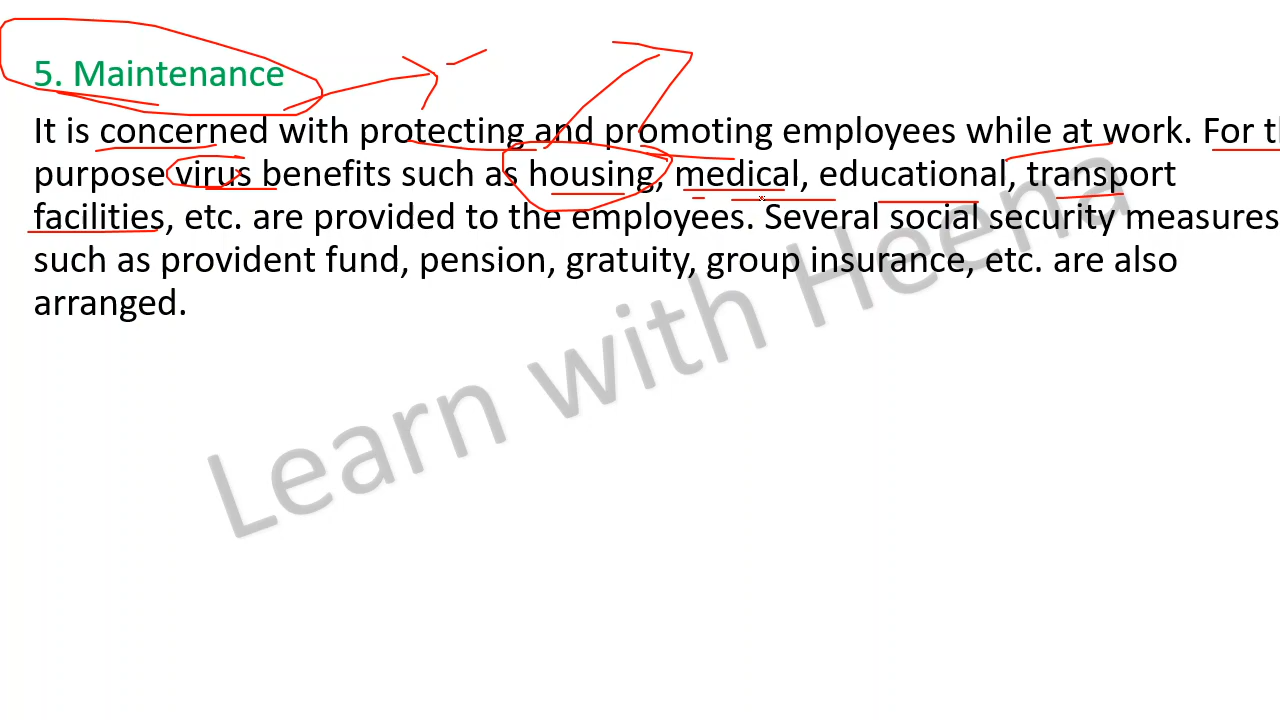 5. Maintenance
It is concerned with protecting and promoting employees while at work. For th
purpose virus benefits such as housing, medical, educational, transport
facilities, etc. are provided to the employees. Several social security measures
such as provident fund, pension, gratuity, group insurance, etc. are also
arranged.
Learn with Heena